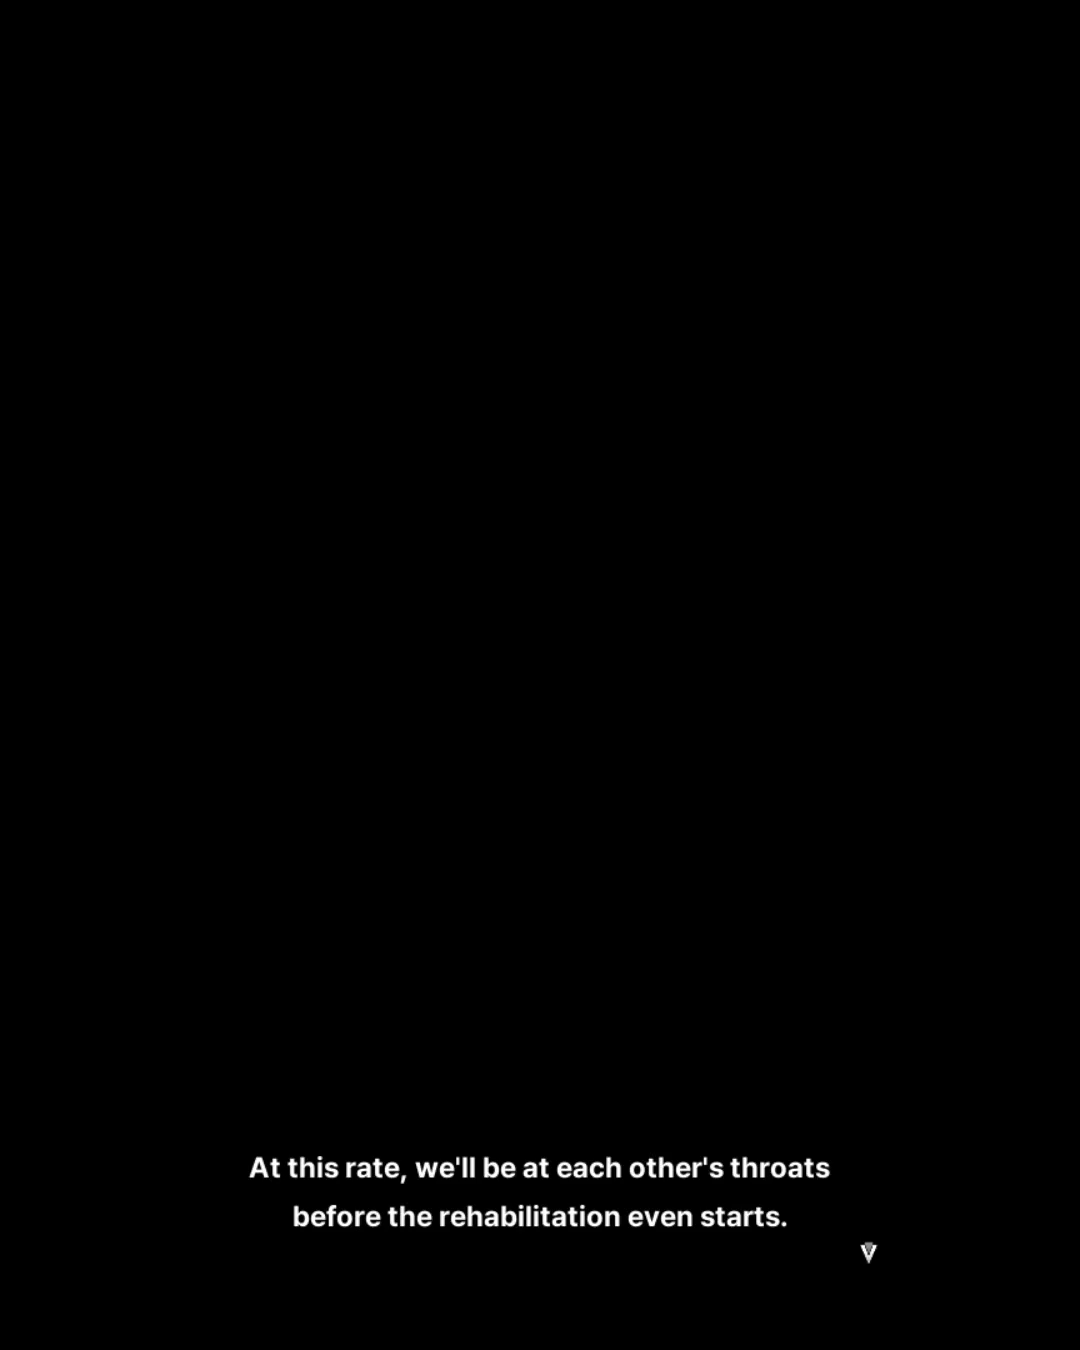 At this rate, we'll be at each other's throats
before the rehabilitation even starts.